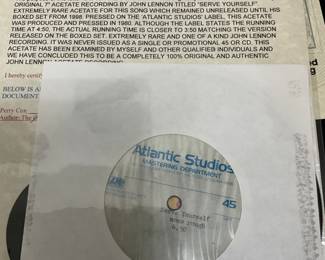 ORIGINAL 7" ACETATE RECORDING BY JOHN LENNON TITLED "SERVE YOURSELF"
EXTREMELY RARE ACETATE FOR THIS SONG WHICH REMAINED UNRELEASED UNTIL HIS
BOXED SET FROM 1998. PRESSED ON THE ATLANTIC STUDIOS' LABEL, THIS ACETATE
WAS PRODUCED AND PRESSED IN 1980. ALTHOUGH THE LABEL STATES THE RUNNING
TIME AT 4:50, THE ACTUAL RUNNING TIME IS CLOSER TO 3:50 MATCHING THE VERSION
RELEASED ON THE BOXED SET. EXTREMELY RARE AND ONE OF A KIND JOHN LENNON
RECORDING. IT WAS NEVER ISSUED AS A SINGLE OR PROMOTIONAL 45 OR CD. THIS
ACETATE HAS BEEN EXAMINED BY MYSELF AND OTHER QUALIFIED INDIVIDUALS AND
WE HAVE CONCLUDED THIS TO BE A COMPLETELY 100% ORIGINAL AND AUTHENTIC
JOHN LENNON ACETATE RECORDING.
I hereby certify
BELOW IS A
DOCUMENT
Perry Cox
Author: The
Atlantic Studios
MASTERING DEPARTMENT
45
Serve Yourself
4:50